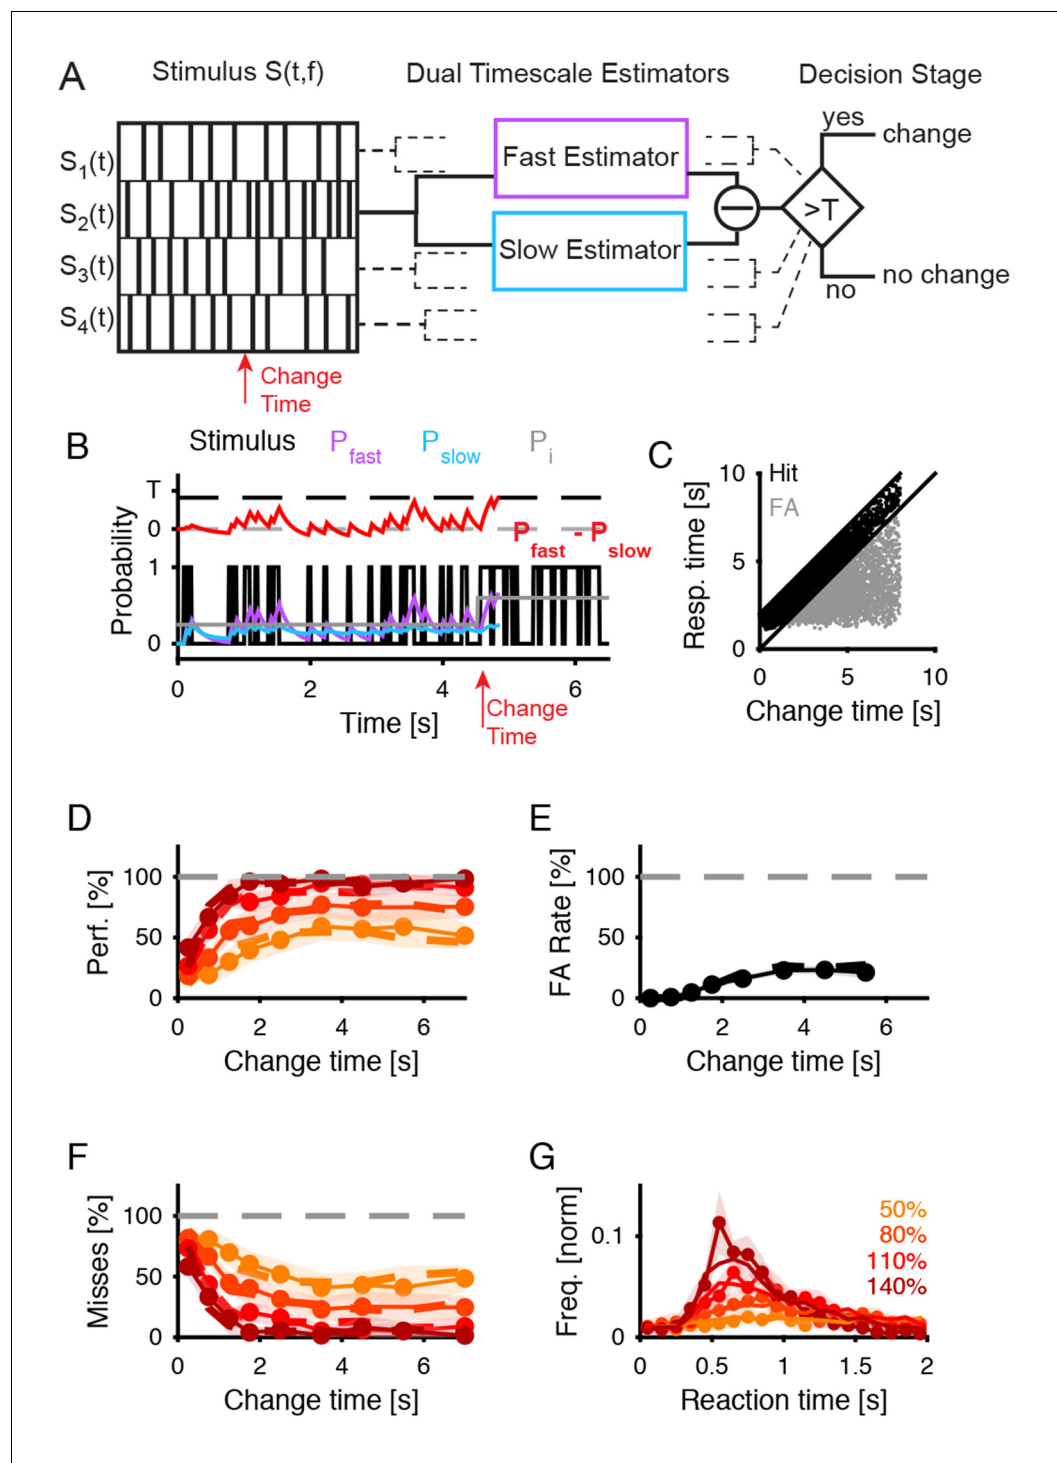 A
Stimulus S(t,f)
Dual Timescale Estimators
Decision Stage
S1(t)
S2(t)
S3(t)
S4(t)
Fast Estimator
Slow Estimator
>T
yes
change
no
no change
Change
Time
B
Stimulus
Pfast
Pslow
Pi
T
0
Pfast - Pslow
1
0
Probability
0 2 4 6
Time [s]
Change
Time
C
Hit
FA
10
5
0
Resp. time [s]
0 5 10
Change time [s]
D
100
50
0
Perf. [%]
0 2 4 6
Change time [s]
E
100
50
0
FA Rate [%]
0 2 4 6
Change time [s]
F
100
50
0
Misses [%]
0 2 4 6
Change time [s]
G
0.1
0
Freq. [norm]
50%
80%
110%
140%
0 0.5 1 1.5 2
Reaction time [s]